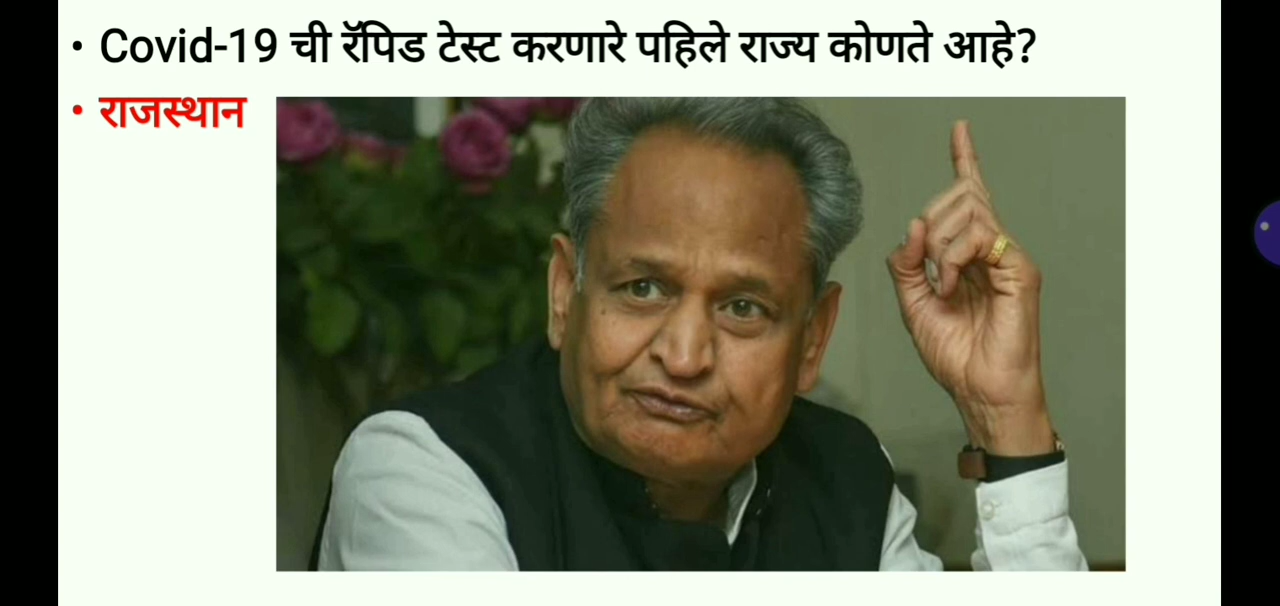 • Covid-19 ची रॅपिड टेस्ट करणारे पहिले राज्य कोणते आहे?
• राजस्थान